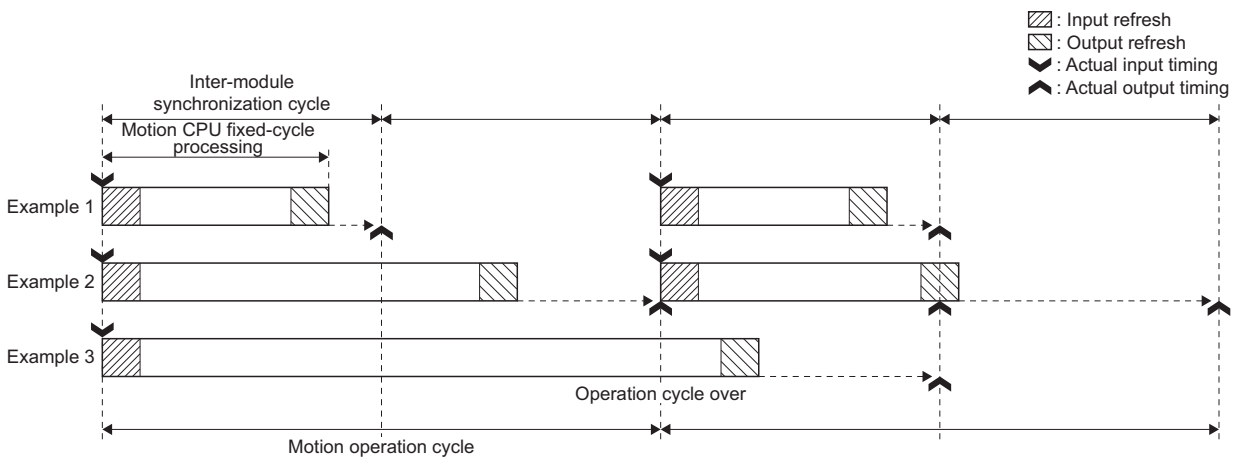 : Input refresh
: Output refresh
: Actual input timing
: Actual output timing
Inter-module
synchronization cycle
Motion CPU fixed-cycle
processing
Example 1
Example 2
Example 3
Operation cycle over
Motion operation cycle